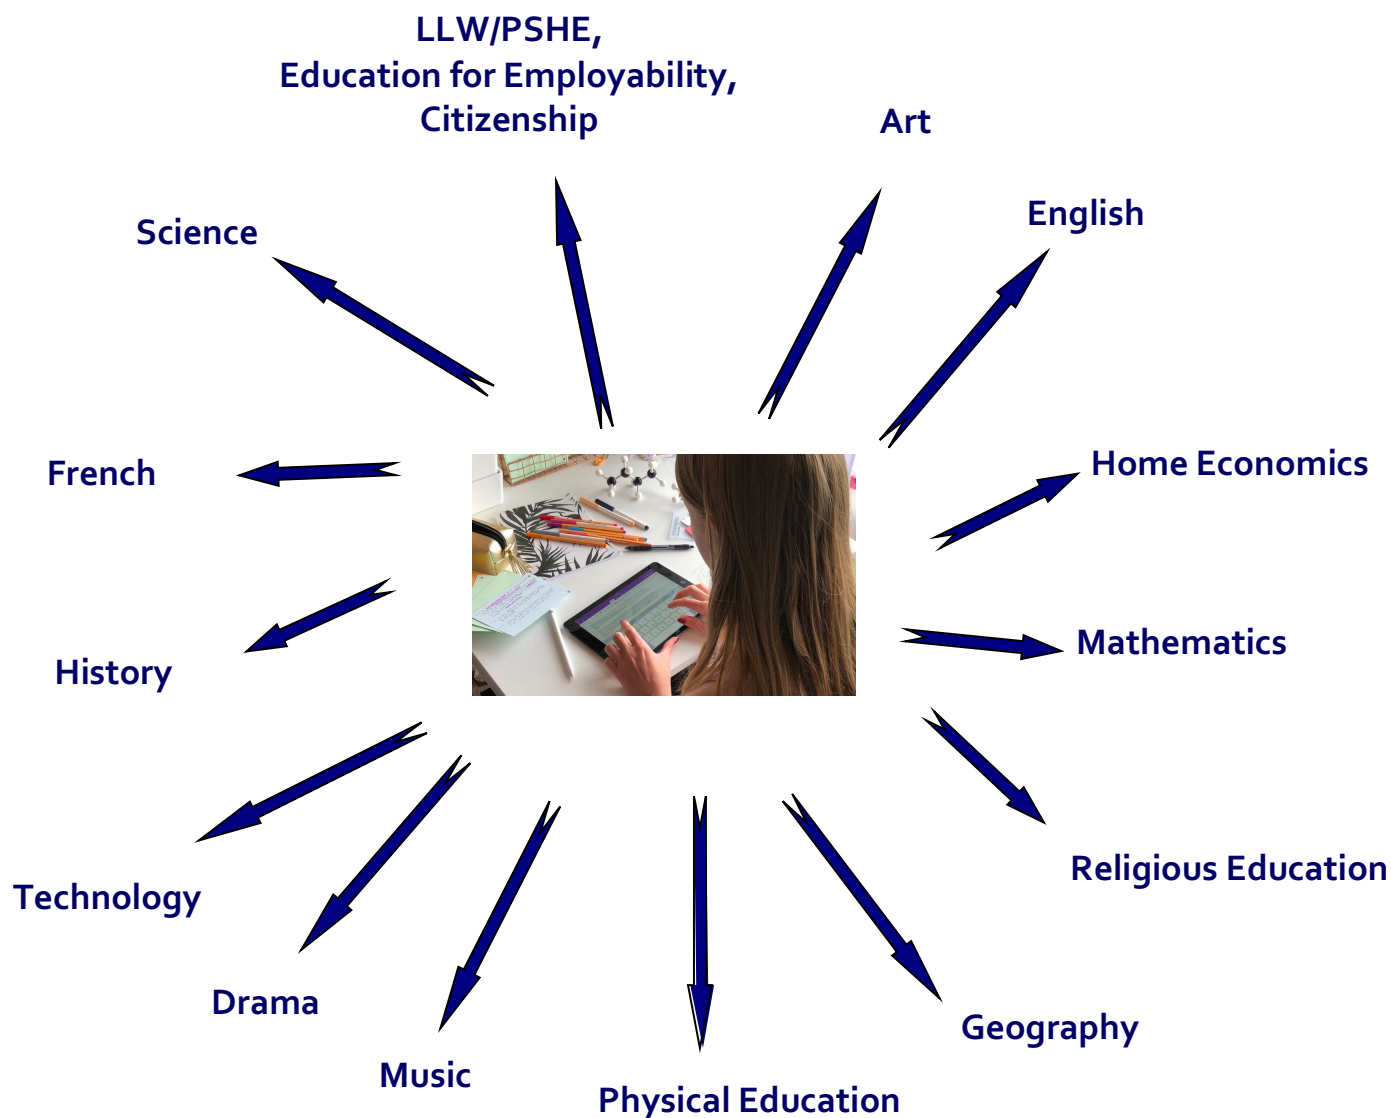 LLW/PSHE,
Education for Employability,
Citizenship
Art
English
Science
Home Economics
French
Mathematics
History
Religious Education
Technology
Drama
Geography
Music
Physical Education